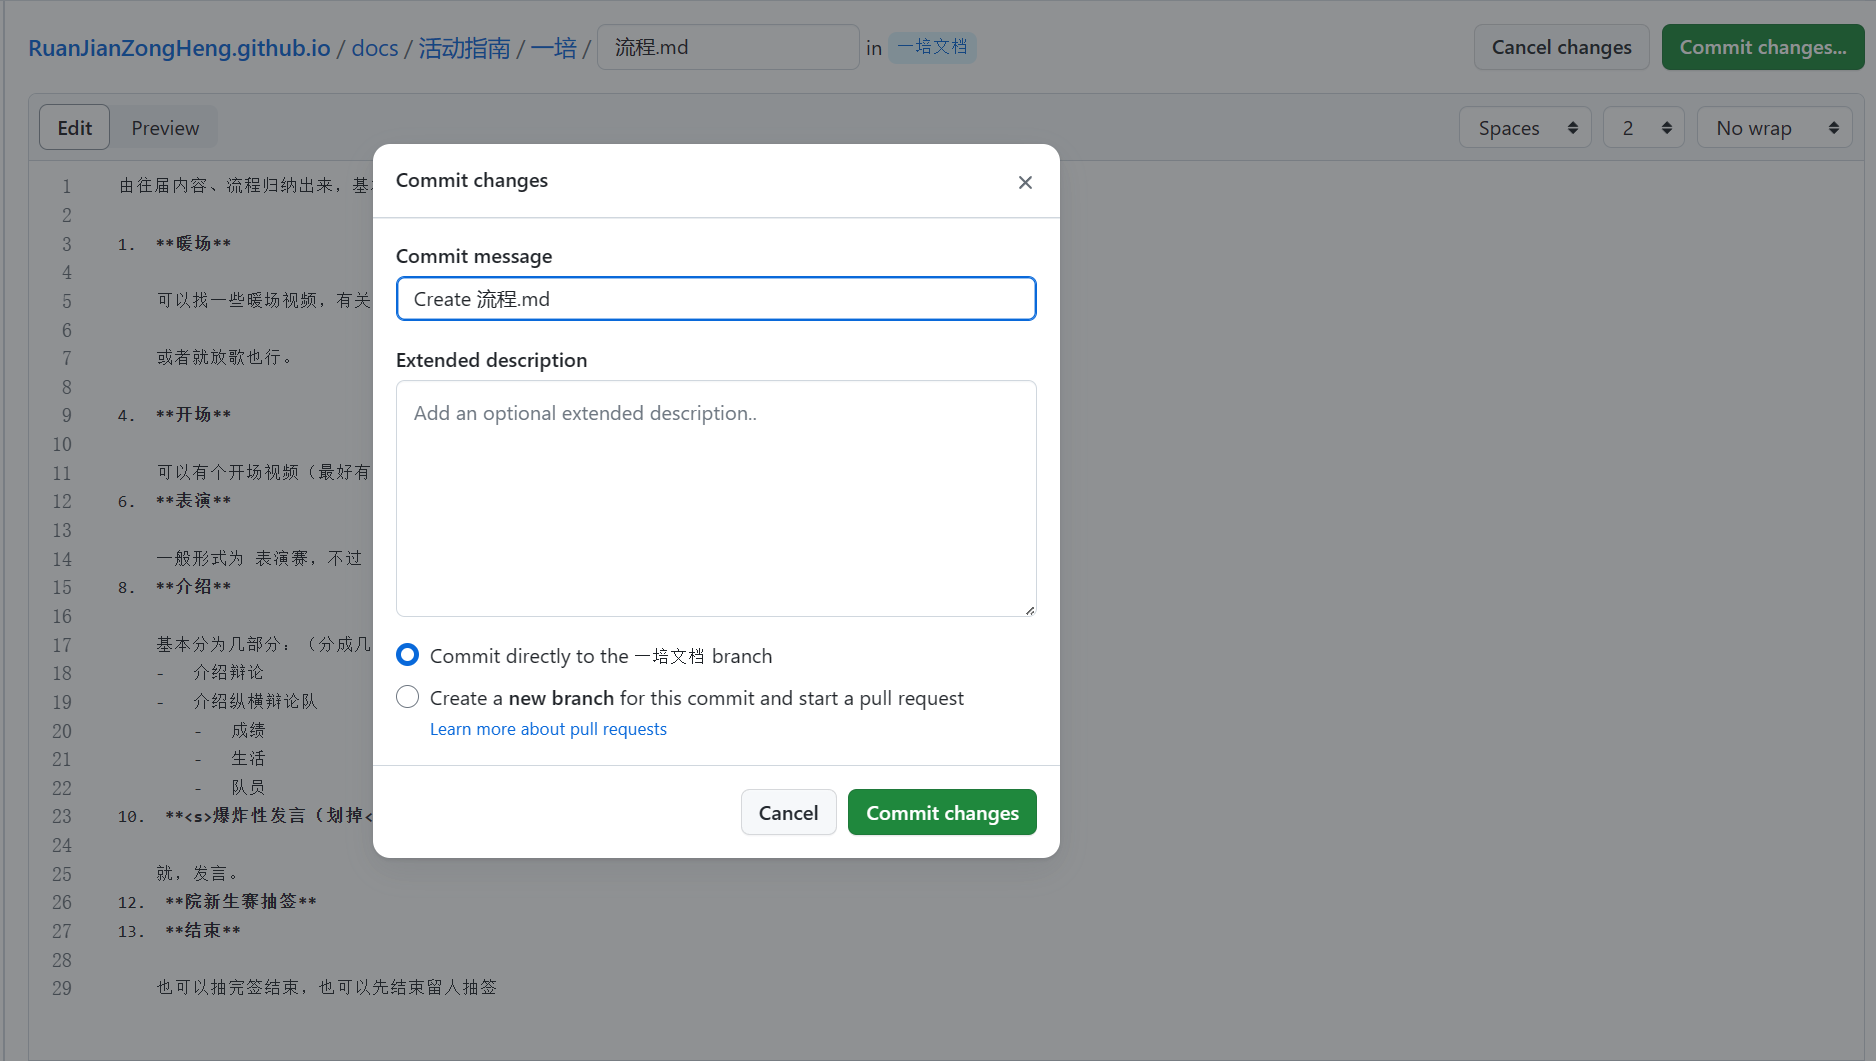 RuanJianZongHeng.github.io / docs / 活动指南 / 一培 / 流程.md in 一培文档
Cancel changes
Commit changes...
Edit
Preview
Spaces
2
No wrap
1 由往届内容、流程归纳出来，基
2
3 1. **暖场**
4
5 可以找一些暖场视频，有关
6
7 或者就放歌也行。
8
9 4. **开场**
10
11 可以有个开场视频（最好有
12 6. **表演**
13
14 一般形式为 表演赛，不过
15 8. **介绍**
16
17 基本分为几部分：（分成几
18 - 介绍辩论
19 - 介绍纵横辩论队
20 - 成绩
21 - 生活
22 - 队员
23 10. **<s>爆炸性发言（划掉<
24
25 就，发言。
26 12. **院新生赛抽签**
27 13. **结束**
28
29 也可以抽完签结束，也可以先结束留人抽签
Commit changes
Commit message
Create 流程.md
Extended description
Add an optional extended description..
Commit directly to the 一培文档 branch
Create a new branch for this commit and start a pull request
Learn more about pull requests
Cancel
Commit changes